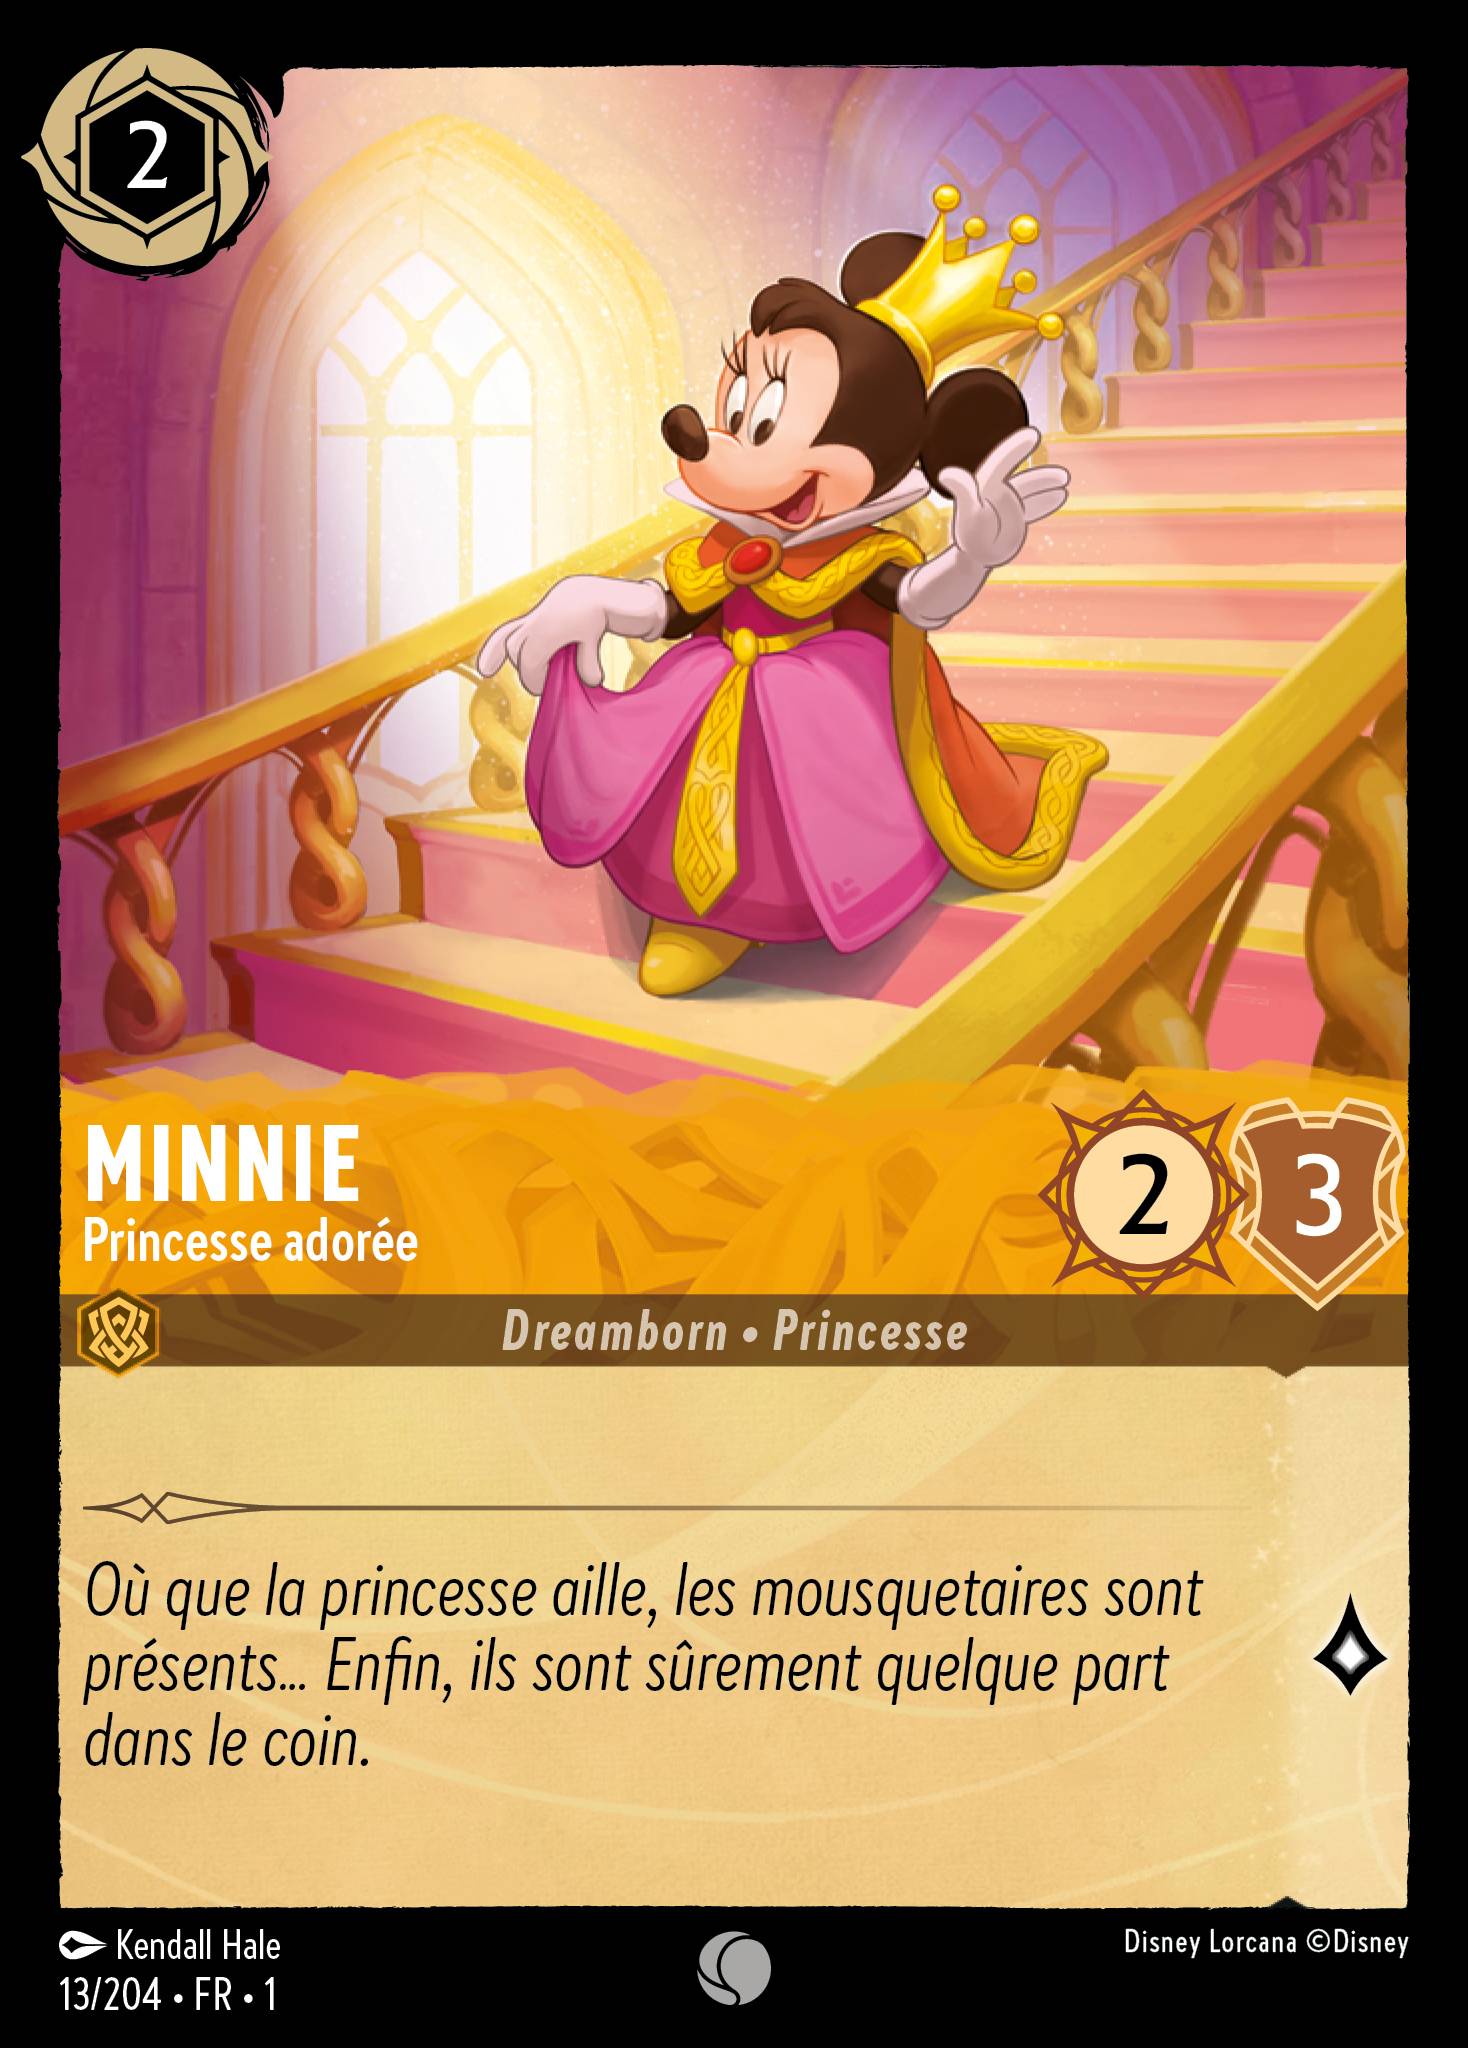 2
MINNIE
Princesse adorée
2
3
Dreamborn • Princesse
Où que la princesse aille, les mousquetaires sont
présents... Enfin, ils sont sûrement quelque part
dans le coin.
Kendall Hale
Disney Lorcana ©Disney
13/204 • FR • 1